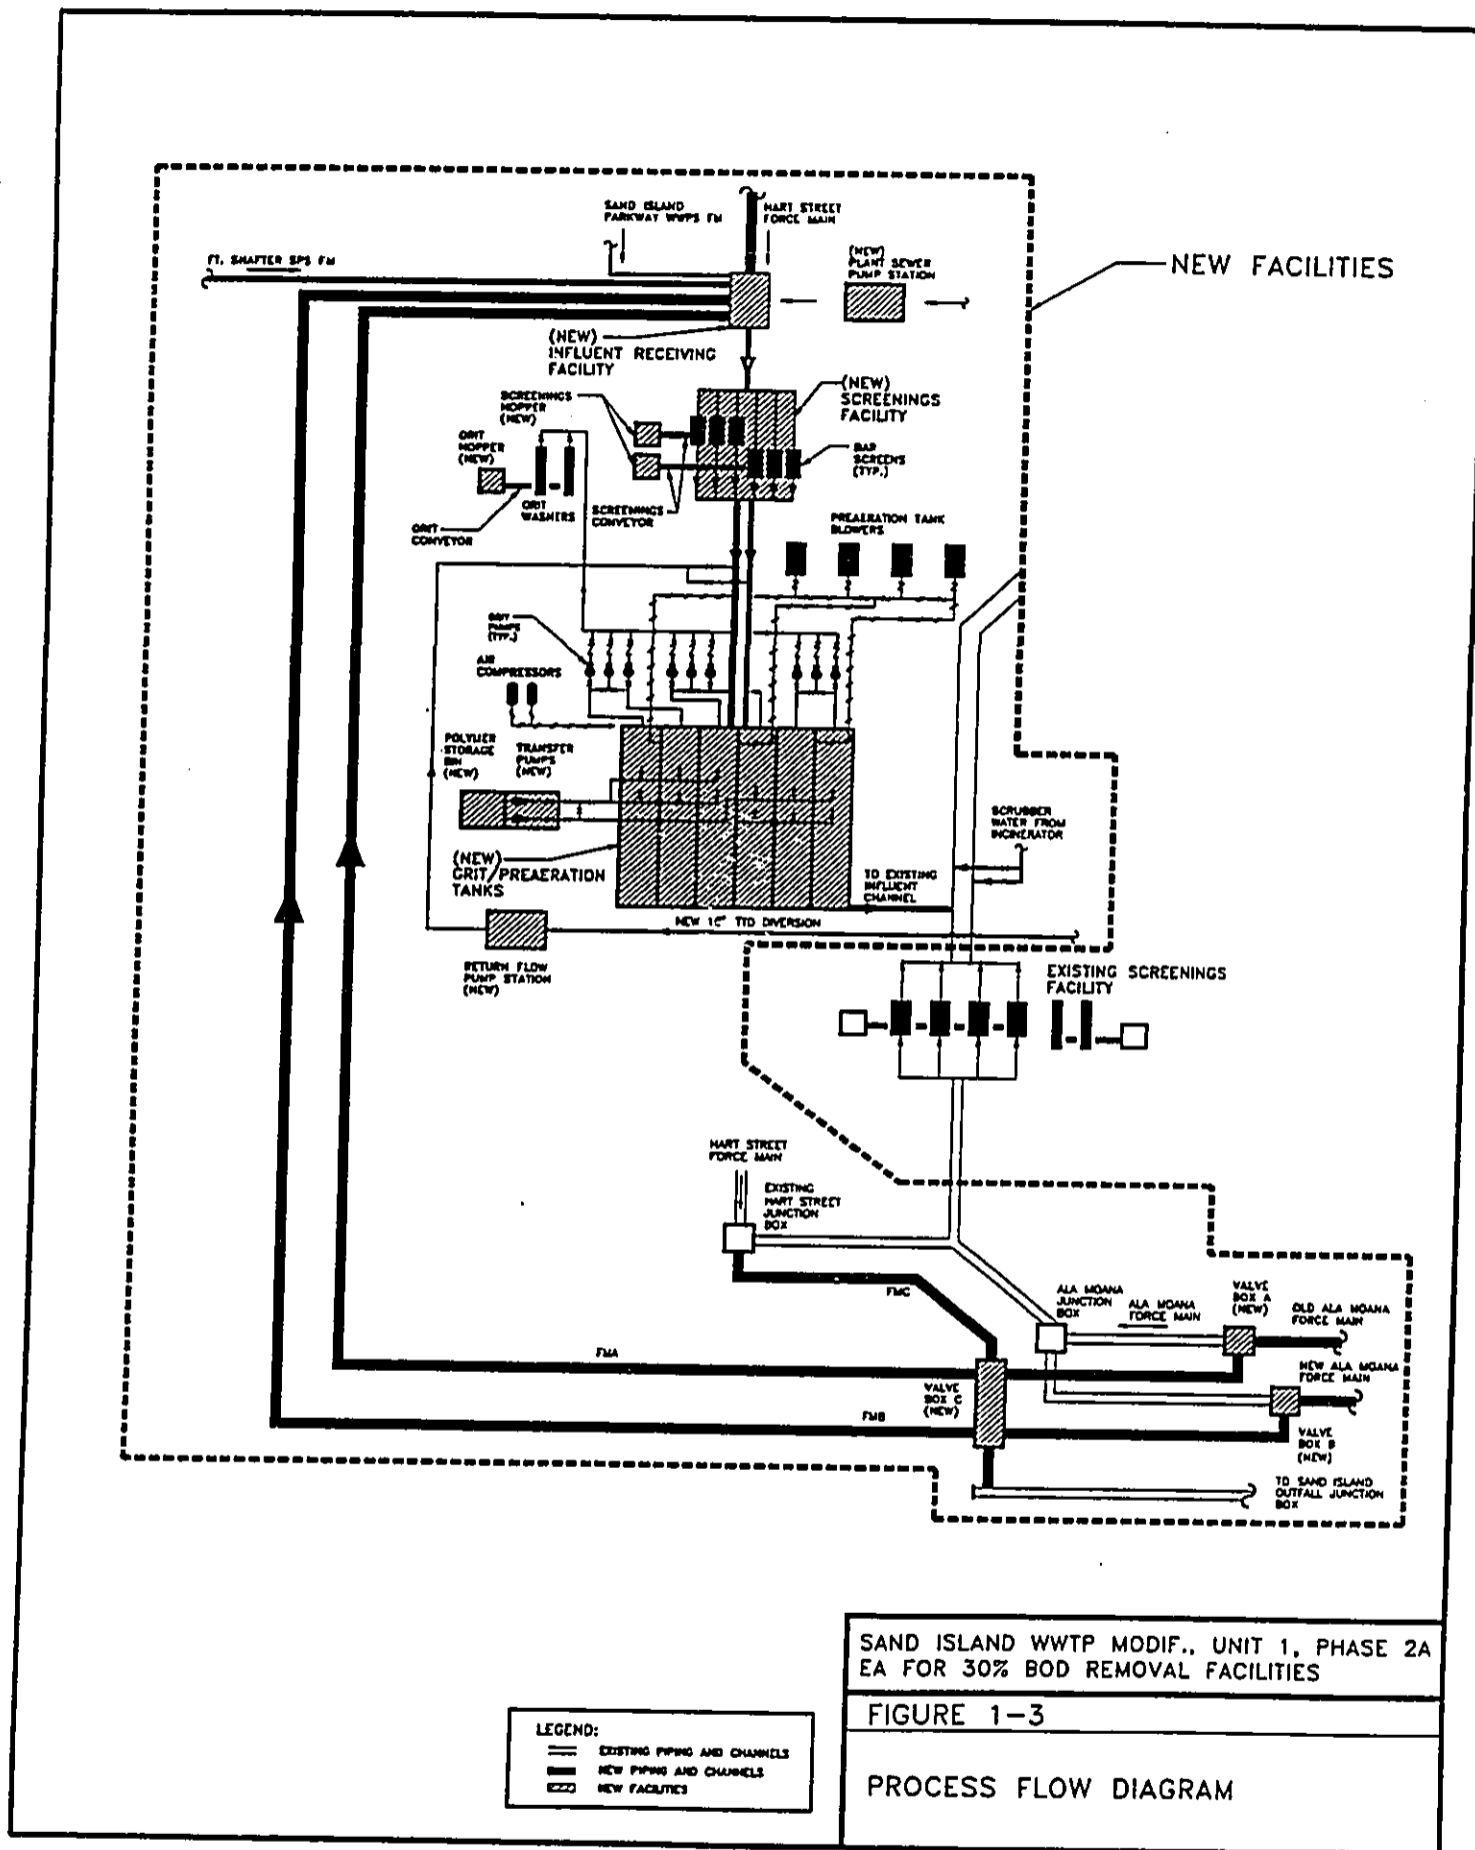 SAND ISLAND
PARKWAY WWPS FM
HART STREET
FORCE MAIN
FT. SHAFTER SPS FM
(NEW)
PLANT SEWER
PUMP STATION
NEW FACILITIES
(NEW)
INFLUENT RECEIVING
FACILITY
(NEW)
SCREENINGS
FACILITY
SCREENINGS
HOPPER
(NEW)
GRIT
HOPPER
(NEW)
BAR
SCREENS
(TYP.)
GRIT
WASHERS
SCREENINGS
CONVEYOR
GRIT
CONVEYOR
PREAERATION TANK
BLOWERS
GRIT
PUMPS
(TYP.)
AIR
COMPRESSORS
POLYMER
STORAGE
BIN
(NEW)
TRANSFER
PUMPS
(NEW)
SCRUBBER
WATER FROM
INCINERATOR
(NEW)
GRIT/PREAERATION
TANKS
TO EXISTING
INFLUENT
CHANNEL
DIVERSION
RETURN FLOW
PUMP STATION
(NEW)
EXISTING SCREENINGS
FACILITY
HART STREET
FORCE MAIN
EXISTING
HART STREET
JUNCTION
BOX
FMC
ALA MOANA
JUNCTION
BOX
ALA MOANA
FORCE MAIN
VALVE
BOX A
(NEW)
OLD ALA MOANA
FORCE MAIN
FMA
NEW ALA MOANA
FORCE MAIN
VALVE
BOX C
(NEW)
FMB
VALVE
BOX B
(NEW)
TO SAND ISLAND
OUTFALL JUNCTION
BOX
SAND ISLAND WWTP MODIF., UNIT 1, PHASE 2A
EA FOR 30% BOD REMOVAL FACILITIES
FIGURE 1-3
PROCESS FLOW DIAGRAM
LEGEND:
EXISTING PIPING AND CHANNELS
NEW PIPING AND CHANNELS
NEW FACILITIES